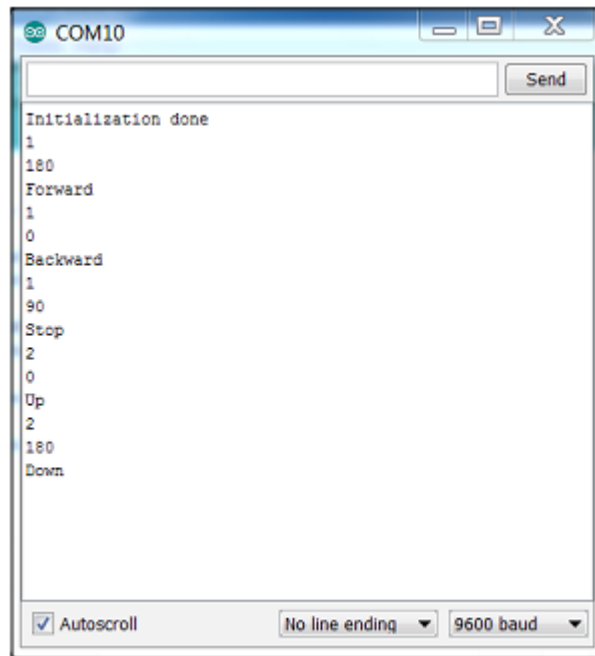 COM10
Send
Initialization done
1
180
Forward
1
0
Backward
1
90
Stop
2
0
Up
2
180
Down
Autoscroll
No line ending
9600 baud